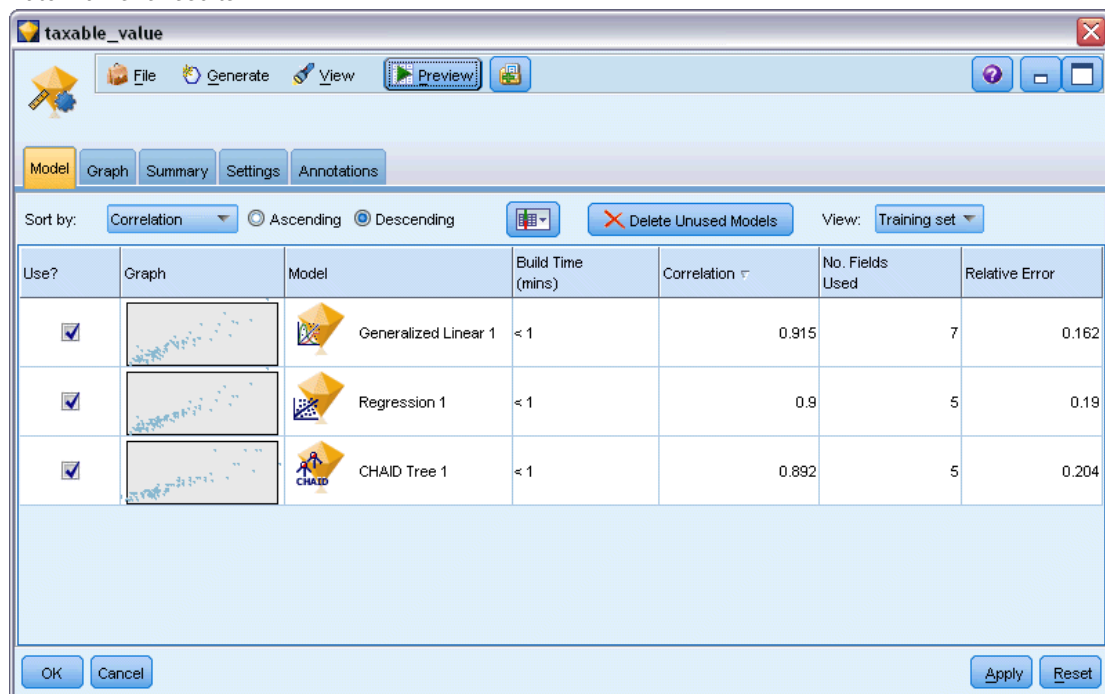 taxable_value
File Generate View Preview
Model Graph Summary Settings Annotations
Sort by: Correlation Ascending Descending Delete Unused Models View: Training set
Use? Graph Model Build Time (mins) Correlation No. Fields Used Relative Error
Generalized Linear 1 < 1 0.915 7 0.162
Regression 1 < 1 0.9 5 0.19
CHAID CHAID Tree 1 < 1 0.892 5 0.204
OK Cancel Apply Reset